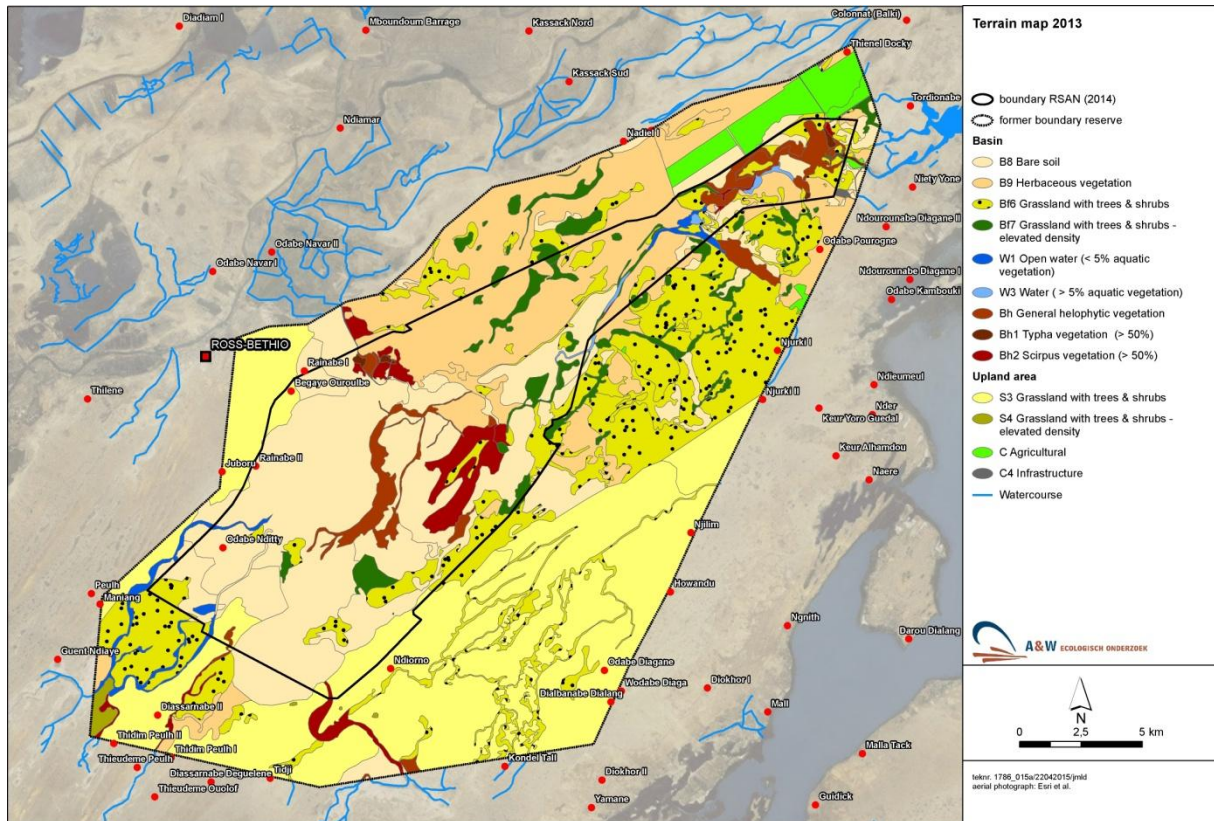 Diadiam I
Mboundoum Barrage
Kassack Nord
Colonnat (Balki)
Thienel Docky
Kassack Sud
Tordionabe
Ndiamar
Nadiel I
Niety Yone
Ndourounabe Diagane II
Odabe Navar II
Odabe Pourogne
Odabe Navar I
Ndourounabe Diagane I
Odabe Kambouki
ROSS-BETHIO
Njurki I
Rainabe I
Begaye Ouroulbe
Thilene
Ndieumeul
Njurki II
Nder
Keur Yoro Guedal
Keur Alhamdou
Juboru
Rainabe II
Naere
Njilim
Odabe Nditty
Peulh
Maniang
Howandu
Ngnith
Darou Dialang
Guent Ndiaye
Ndiorno
Odabe Diagane
Wodabe Diaga
Dialbanabe Dialang
Diokhor I
Mall
Diassarnabe II
Thidim Peulh II
Thidim Peulh I
Thieudeme Peulh
Diassarnabe Deguelene
Tidji
Kondel Tall
Malla Tack
Thieudeme Ouolof
Diokhor II
Yamane
Guidick
Terrain map 2013
boundary RSAN (2014)
former boundary reserve
Basin
B8 Bare soil
B9 Herbaceous vegetation
Bf6 Grassland with trees & shrubs
Bf7 Grassland with trees & shrubs -
elevated density
W1 Open water (< 5% aquatic
vegetation)
W3 Water ( > 5% aquatic vegetation)
Bh General helophytic vegetation
Bh1 Typha vegetation (> 50%)
Bh2 Scirpus vegetation (> 50%)
Upland area
S3 Grassland with trees & shrubs
S4 Grassland with trees & shrubs -
elevated density
C Agricultural
C4 Infrastructure
Watercourse
A&W ECOLOGISCH ONDERZOEK
N
0 2,5 5 km
teknr. 1786_015a/22042015/jmld
aerial photograph: Esri et al.